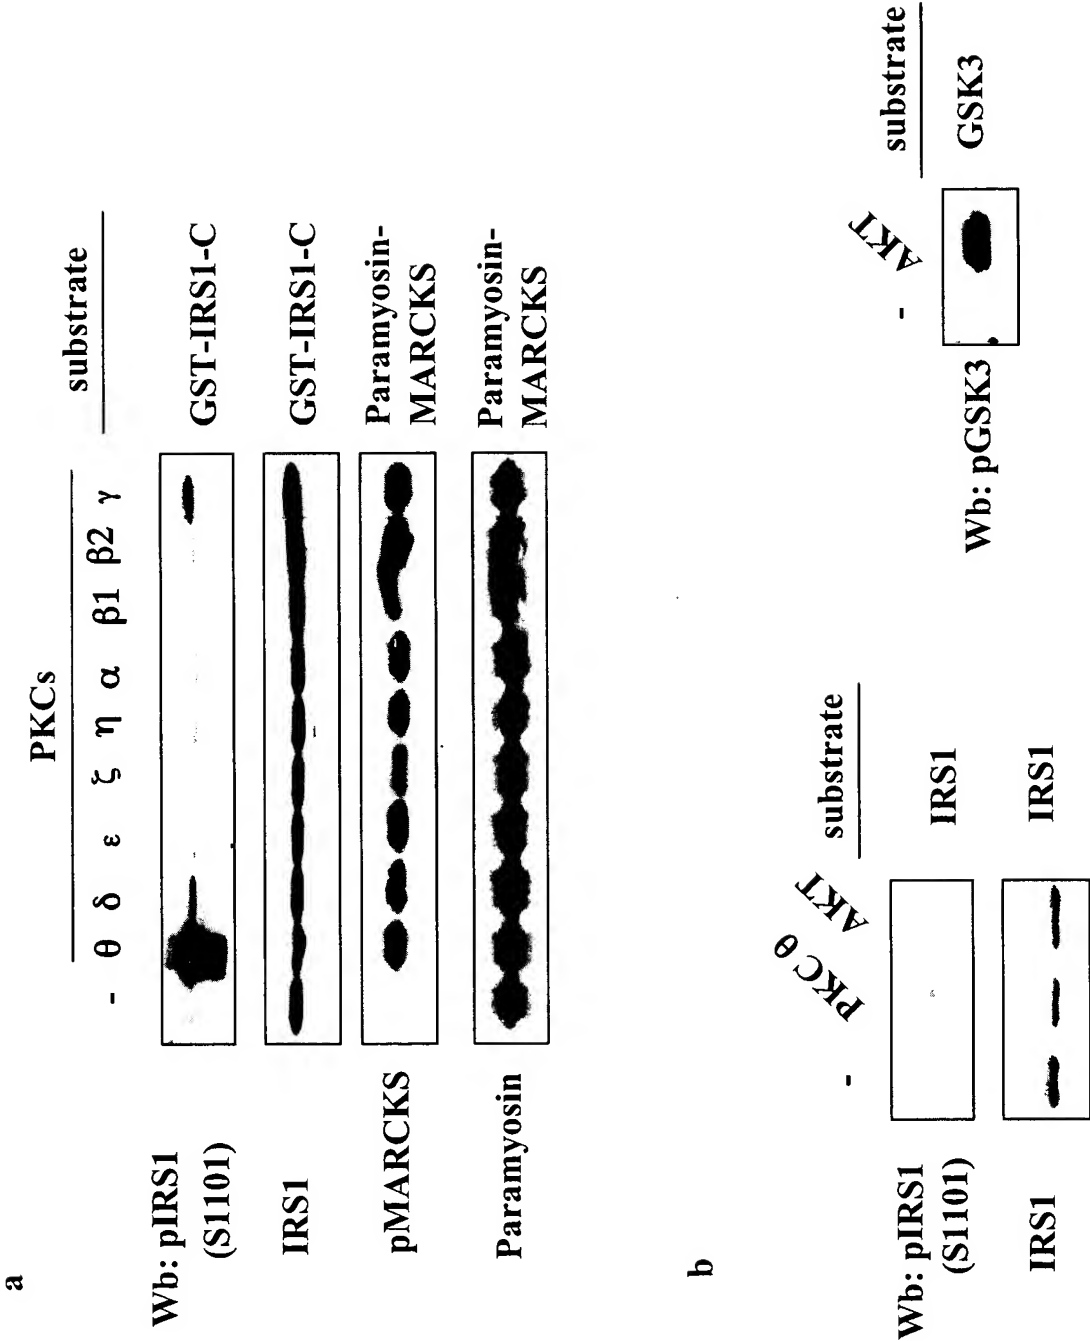 a
PKCs
substrate
- θ δ ε ζ η α β1 β2 γ
Wb: pIRS1
(S1101)
GST-IRS1-C
IRS1
GST-IRS1-C
pMARCKS
Paramyosin-
MARCKS
Paramyosin
Paramyosin-
MARCKS
b
- PKC θ AKT
substrate
Wb: pIRS1
(S1101)
IRS1
IRS1
IRS1
- AKT
substrate
Wb: pGSK3
GSK3